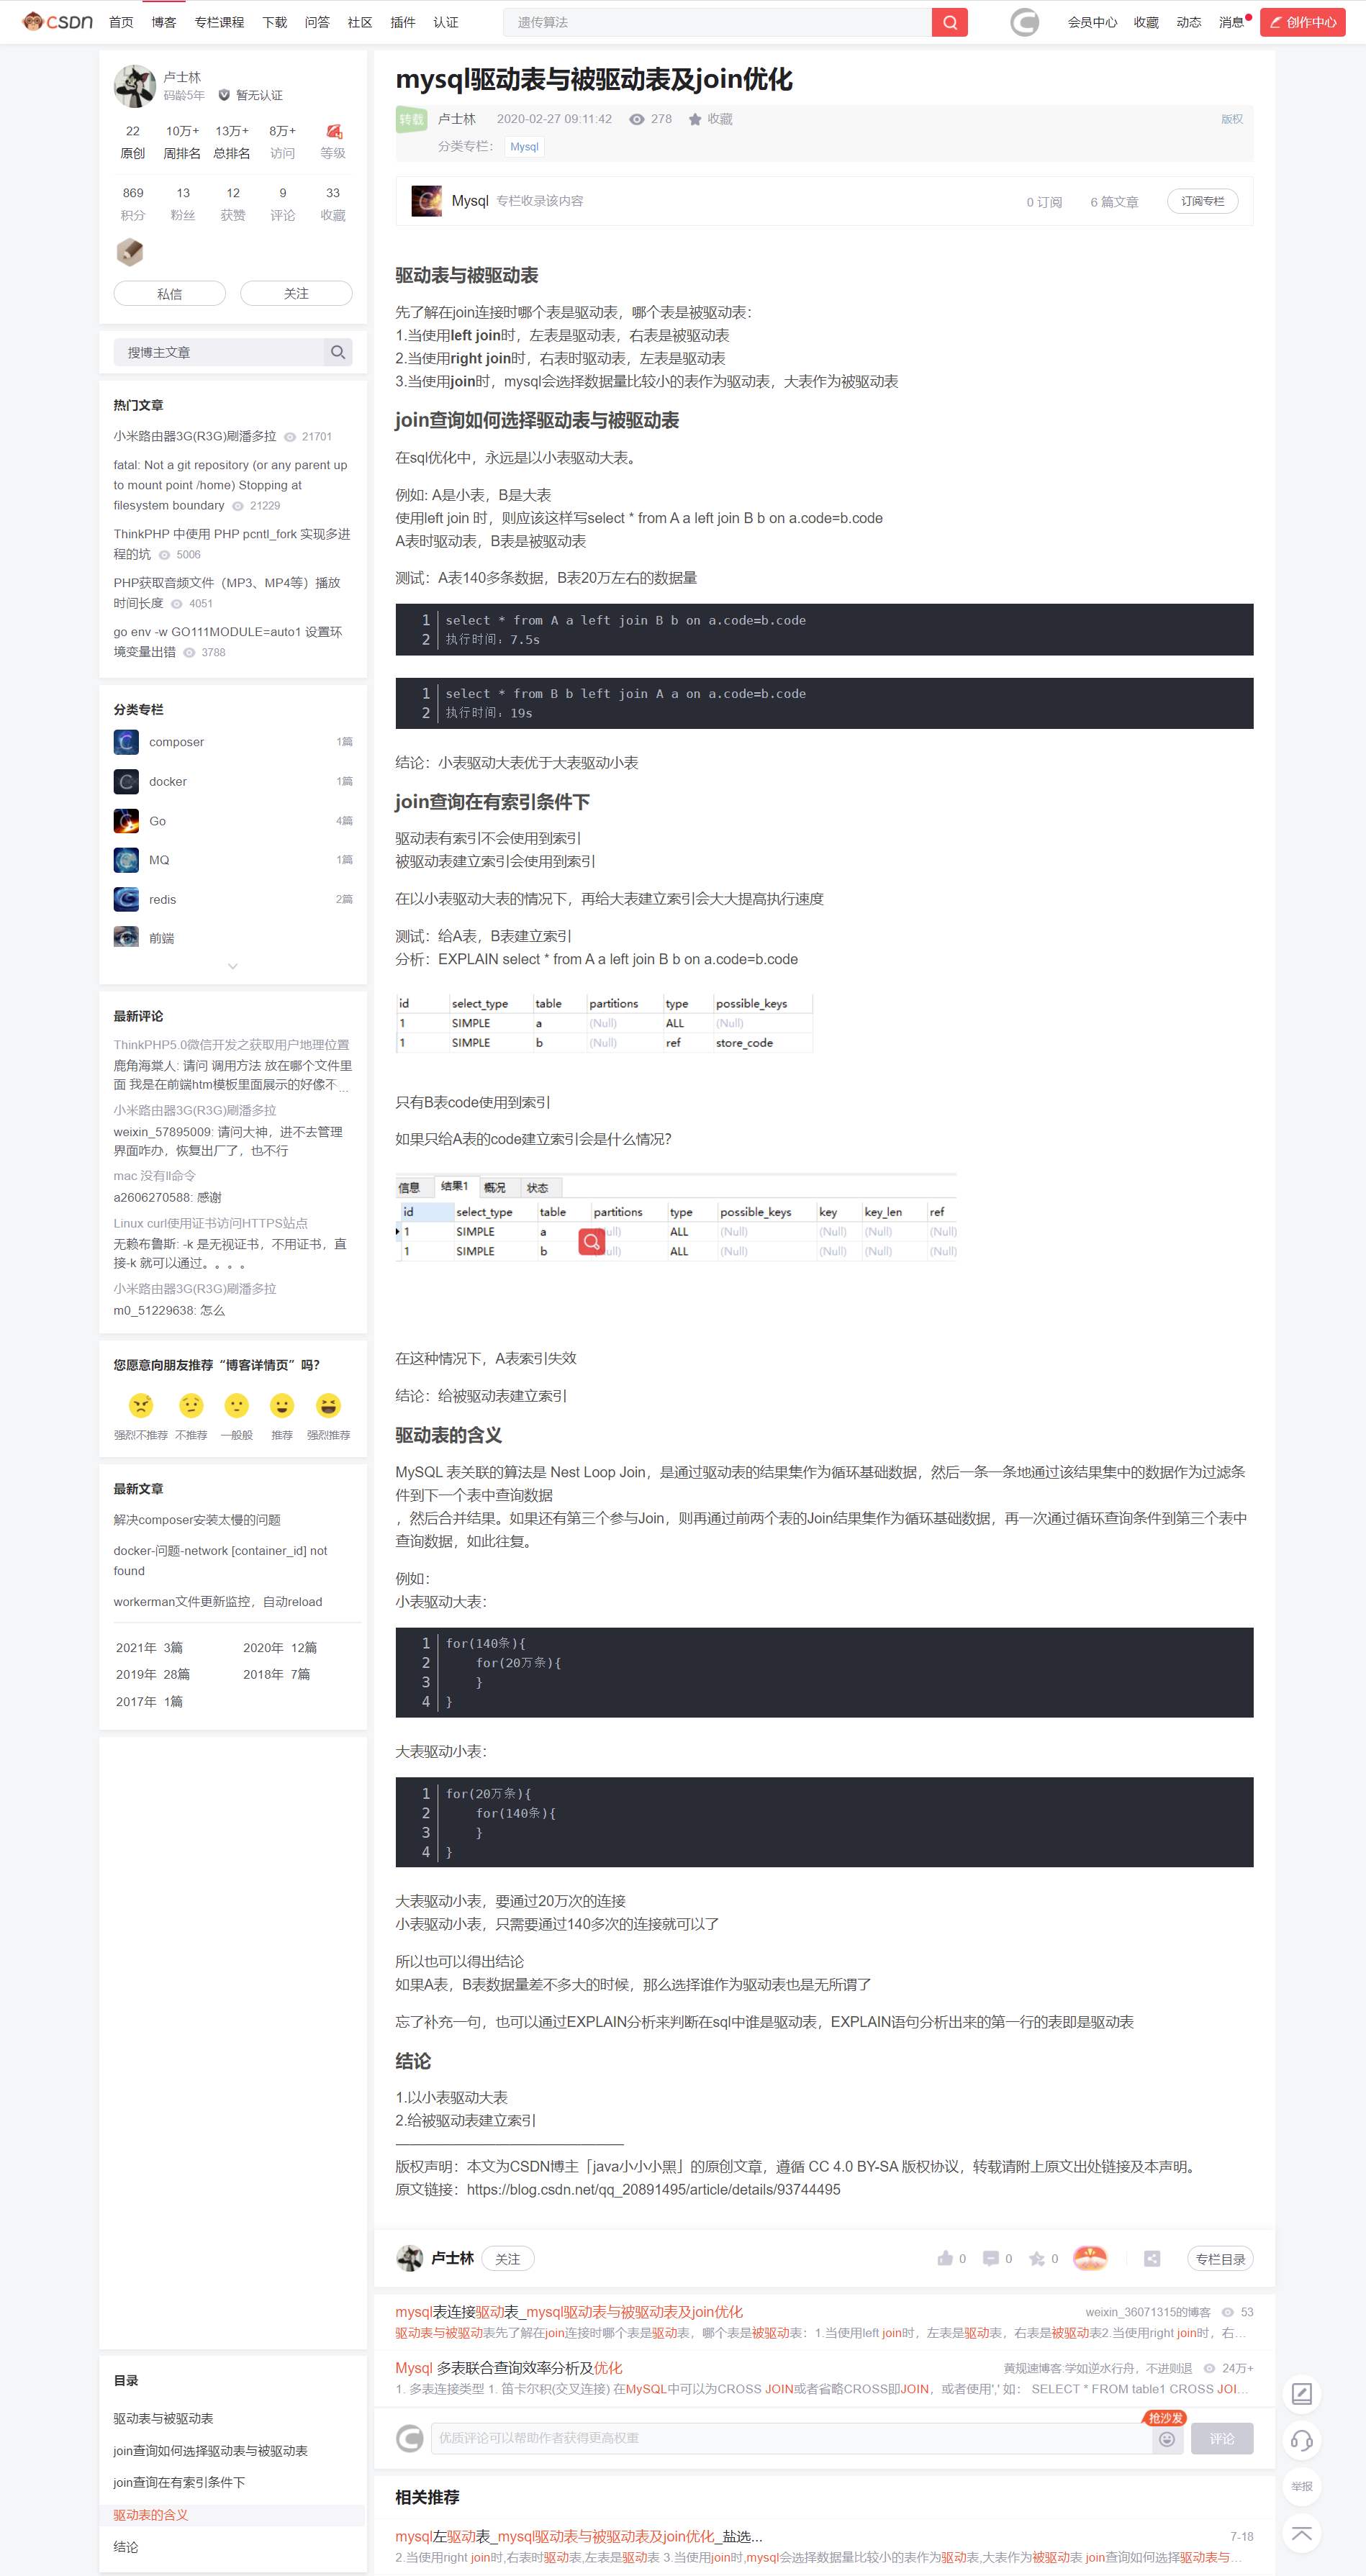 CSDN 首页 博客 专栏课程 下载 问答 社区 插件 认证 遗传算法 会员中心 收藏 动态 消息 创作中心
卢士林
码龄5年 暂无认证
22 10万+ 13万+ 8万+
原创 周排名 总排名 访问 等级
869 13 12 9 33
积分 粉丝 获赞 评论 收藏
私信 关注
搜博主文章
热门文章
小米路由器3G(R3G)刷潘多拉 21701
fatal: Not a git repository (or any parent up
to mount point /home) Stopping at
filesystem boundary 21229
ThinkPHP 中使用 PHP pcntl_fork 实现多进
程的坑 5006
PHP获取音频文件（MP3、MP4等）播放
时间长度 4051
go env -w GO111MODULE=auto1 设置环
境变量出错 3788
分类专栏
composer 1篇
docker 1篇
Go 4篇
MQ 1篇
redis 2篇
前端
最新评论
ThinkPHP5.0微信开发之获取用户地理位置
鹿角海棠人: 请问 调用方法 放在哪个文件里
面 我是在前端htm模板里面展示的好像不...
小米路由器3G(R3G)刷潘多拉
weixin_57895009: 请问大神，进不去管理
界面咋办，恢复出厂了，也不行
mac 没有ll命令
a2606270588: 感谢
Linux curl使用证书访问HTTPS站点
无赖布鲁斯: -k 是无视证书，不用证书，直
接-k 就可以通过。。。。
小米路由器3G(R3G)刷潘多拉
m0_51229638: 怎么
您愿意向朋友推荐“博客详情页”吗？
强烈不推荐 不推荐 一般般 推荐 强烈推荐
最新文章
解决composer安装太慢的问题
docker-问题-network [container_id] not
found
workerman文件更新监控，自动reload
2021年 3篇 2020年 12篇
2019年 28篇 2018年 7篇
2017年 1篇
目录
驱动表与被驱动表
join查询如何选择驱动表与被驱动表
join查询在有索引条件下
驱动表的含义
结论
mysql驱动表与被驱动表及join优化
转载 卢士林 2020-02-27 09:11:42 278 收藏 版权
分类专栏： Mysql
Mysql 专栏收录该内容 0 订阅 6 篇文章 订阅专栏
驱动表与被驱动表
先了解在join连接时哪个表是驱动表，哪个表是被驱动表：
1.当使用left join时，左表是驱动表，右表是被驱动表
2.当使用right join时，右表时驱动表，左表是驱动表
3.当使用join时，mysql会选择数据量比较小的表作为驱动表，大表作为被驱动表
join查询如何选择驱动表与被驱动表
在sql优化中，永远是以小表驱动大表。
例如: A是小表，B是大表
使用left join 时，则应该这样写select * from A a left join B b on a.code=b.code
A表时驱动表，B表是被驱动表
测试：A表140多条数据，B表20万左右的数据量
1 select * from A a left join B b on a.code=b.code
2 执行时间：7.5s
1 select * from B b left join A a on a.code=b.code
2 执行时间：19s
结论：小表驱动大表优于大表驱动小表
join查询在有索引条件下
驱动表有索引不会使用到索引
被驱动表建立索引会使用到索引
在以小表驱动大表的情况下，再给大表建立索引会大大提高执行速度
测试：给A表，B表建立索引
分析：EXPLAIN select * from A a left join B b on a.code=b.code
id select_type table partitions type possible_keys
1 SIMPLE a (Null) ALL (Null)
1 SIMPLE b (Null) ref store_code
只有B表code使用到索引
如果只给A表的code建立索引会是什么情况？
信息 结果1 概况 状态
id select_type table partitions type possible_keys key key_len ref
1 SIMPLE a ull) ALL (Null) (Null) (Null) (Null)
1 SIMPLE b ull) ALL (Null) (Null) (Null) (Null)
在这种情况下，A表索引失效
结论：给被驱动表建立索引
驱动表的含义
MySQL 表关联的算法是 Nest Loop Join，是通过驱动表的结果集作为循环基础数据，然后一条一条地通过该结果集中的数据作为过滤条
件到下一个表中查询数据
，然后合并结果。如果还有第三个参与Join，则再通过前两个表的Join结果集作为循环基础数据，再一次通过循环查询条件到第三个表中
查询数据，如此往复。
例如：
小表驱动大表：
1 for(140条){
2 for(20万条){
3 }
4 }
大表驱动小表：
1 for(20万条){
2 for(140条){
3 }
4 }
大表驱动小表，要通过20万次的连接
小表驱动小表，只需要通过140多次的连接就可以了
所以也可以得出结论
如果A表，B表数据量差不多大的时候，那么选择谁作为驱动表也是无所谓了
忘了补充一句，也可以通过EXPLAIN分析来判断在sql中谁是驱动表，EXPLAIN语句分析出来的第一行的表即是驱动表
结论
1.以小表驱动大表
2.给被驱动表建立索引
————————————————
版权声明：本文为CSDN博主「java小小小黑」的原创文章，遵循 CC 4.0 BY-SA 版权协议，转载请附上原文出处链接及本声明。
原文链接：https://blog.csdn.net/qq_20891495/article/details/93744495
卢士林 关注 0 0 0 专栏目录
mysql表连接驱动表_mysql驱动表与被驱动表及join优化 weixin_36071315的博客 53
驱动表与被驱动表先了解在join连接时哪个表是驱动表，哪个表是被驱动表：1.当使用left join时，左表是驱动表，右表是被驱动表2.当使用right join时，右...
Mysql 多表联合查询效率分析及优化 黄规速博客:学如逆水行舟，不进则退 24万+
1. 多表连接类型 1. 笛卡尔积(交叉连接) 在MySQL中可以为CROSS JOIN或者省略CROSS即JOIN，或者使用',' 如： SELECT * FROM table1 CROSS JOI...
抢沙发
优质评论可以帮助作者获得更高权重 评论
相关推荐
mysql左驱动表_mysql驱动表与被驱动表及join优化_盐选... 7-18
2.当使用right join时,右表时驱动表,左表是驱动表 3.当使用join时,mysql会选择数据量比较小的表作为驱动表,大表作为被驱动表 join查询如何选择驱动表与...
举报